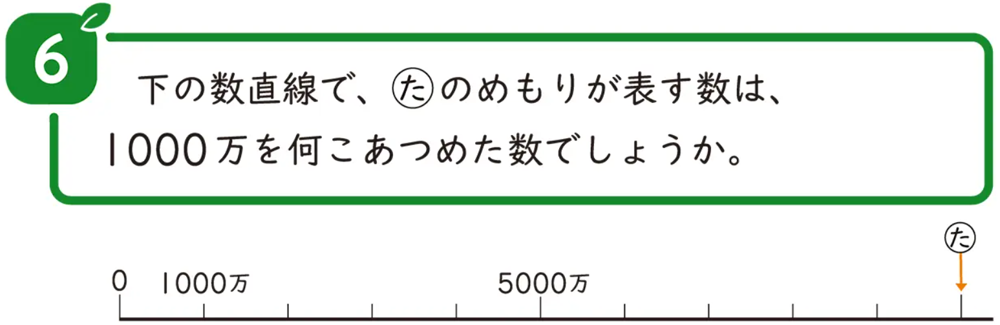 6
下の数直線で、㋟のめもりが表す数は、
1000万を何こあつめた数でしょうか。
㋟
0 1000万 5000万